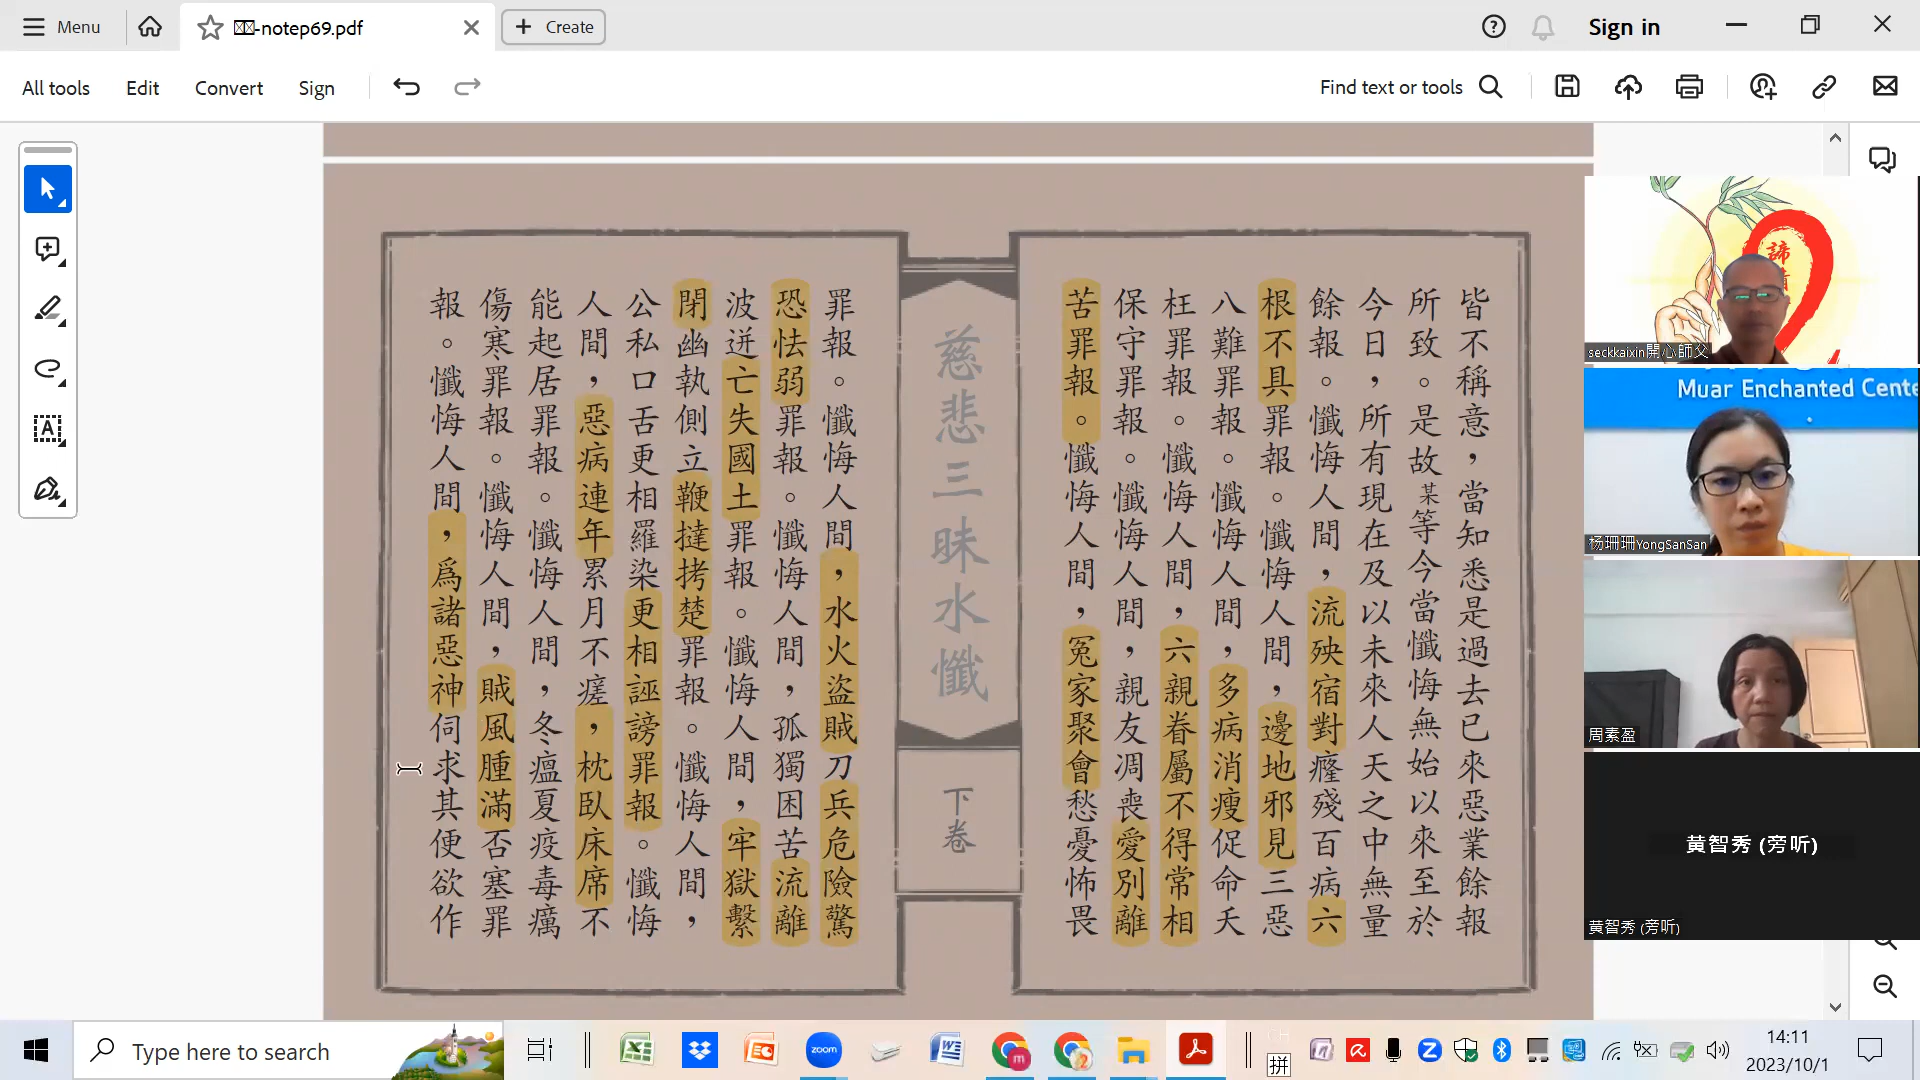 Menu
-notep69.pdf
Create
Sign in
All tools
Edit
Convert
Sign
Find text or tools
皆不稱意，當知悉是過去已來惡業餘報
所致。是故某等今當懺悔無始以來至於
今日，所有現在及以未來人天之中無量
餘報。懺悔人間，流殃宿對癃殘百病六
根不具罪報。懺悔人間，邊地邪見三惡
八難罪報。懺悔人間，多病消瘦促命夭
枉罪報。懺悔人間，六親眷屬不得常相
保守罪報。懺悔人間，親友凋喪愛別離
苦罪報。懺悔人間，冤家聚會愁憂怖畏
慈悲三昧水懺
下卷
罪報。懺悔人間，水火盜賊刀兵危險驚
恐怯弱罪報。懺悔人間，孤獨困苦流離
波迸亡失國土罪報。懺悔人間，牢獄繫
閉幽執側立鞭撻拷楚罪報。懺悔人間，
公私口舌更相羅染更相誣謗罪報。懺悔
人間，惡病連年累月不瘥，枕臥床席不
能起居罪報。懺悔人間，冬瘟夏疫毒癘
傷寒罪報。懺悔人間，賊風腫滿否塞罪
報。懺悔人間，爲諸惡神伺求其便欲作
seckkaixin開心師父
Muar Enchanted Cente
杨珊珊YongSanSan
周素盈
黄智秀 (旁听)
黄智秀 (旁听)
Type here to search
zoom
拼
14:11
2023/10/1